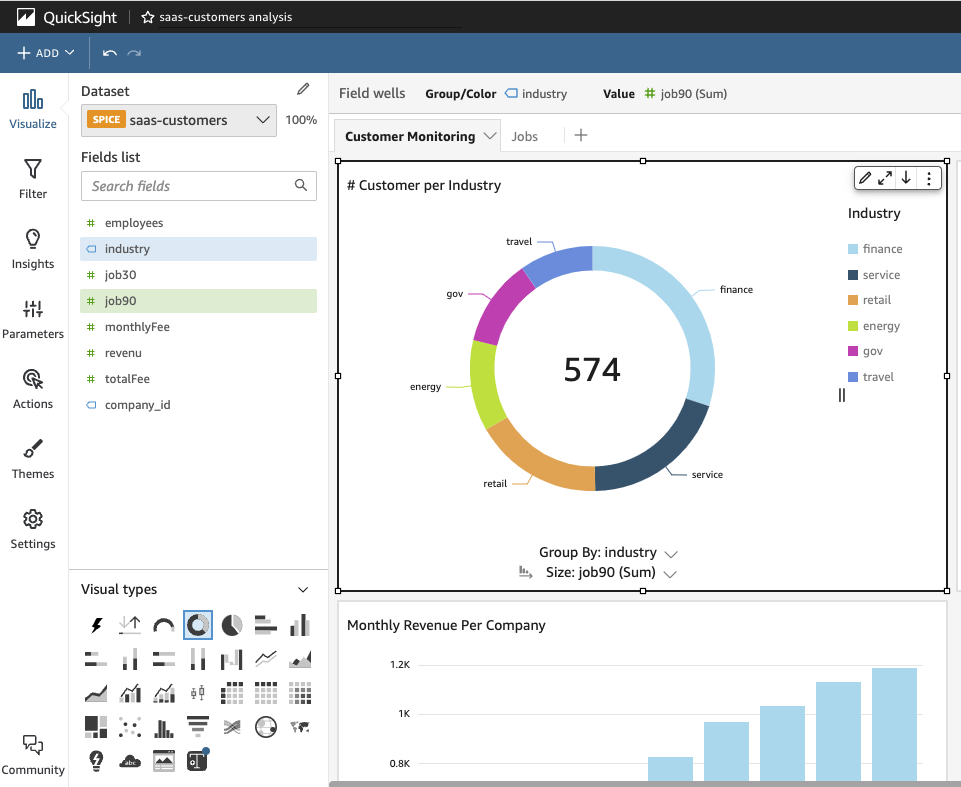 QuickSight
saas-customers analysis
ADD
Visualize
Filter
Insights
Parameters
Actions
Themes
Settings
Community
Dataset
SPICE saas-customers
100%
Fields list
Search fields
# employees
industry
# job30
# job90
# monthlyFee
# revenu
# totalFee
company_id
Visual types
abc
Field wells Group/Color industry Value # job90 (Sum)
Customer Monitoring Jobs
# Customer per Industry
travel
finance
gov
574
energy
retail
service
Industry
finance
service
retail
energy
gov
travel
Group By: industry
Size: job90 (Sum)
Monthly Revenue Per Company
1.2K
1K
0.8K